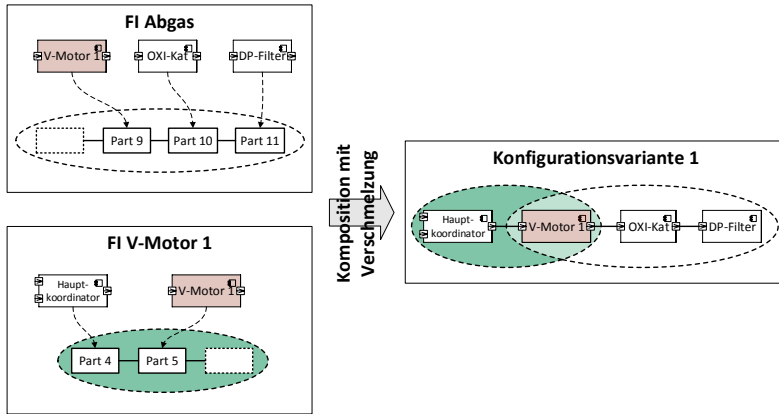 FI Abgas
V-Motor 1
OXI-Kat
DP-Filter
Part 9
Part 10
Part 11
FI V-Motor 1
Haupt-
koordinator
V-Motor 1
Part 4
Part 5
Komposition mit
Verschmelzung
Konfigurationsvariante 1
Haupt-
koordinator
V-Motor 1
OXI-Kat
DP-Filter